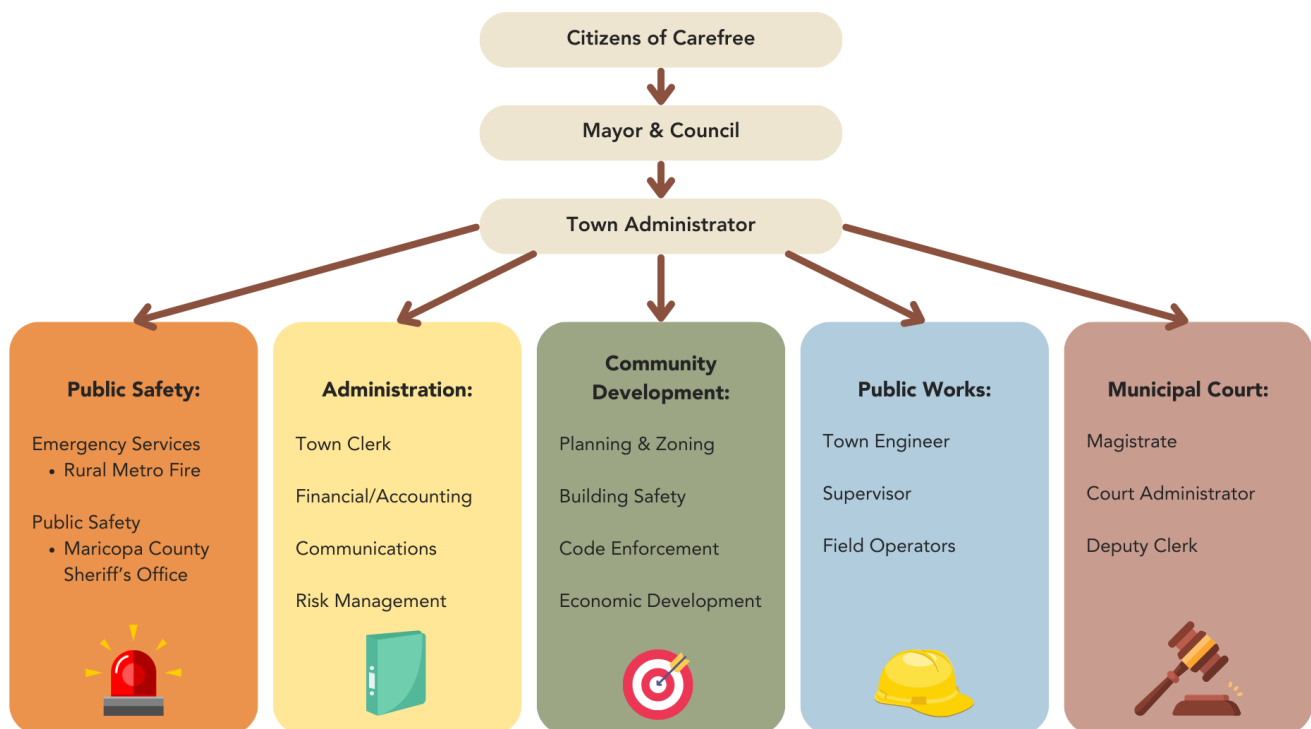 Citizens of Carefree
Mayor & Council
Town Administrator
Public Safety:
Emergency Services
• Rural Metro Fire
Public Safety
• Maricopa County
Sheriff's Office
Administration:
Town Clerk
Financial/Accounting
Communications
Risk Management
Community
Development:
Planning & Zoning
Building Safety
Code Enforcement
Economic Development
Public Works:
Town Engineer
Supervisor
Field Operators
Municipal Court:
Magistrate
Court Administrator
Deputy Clerk